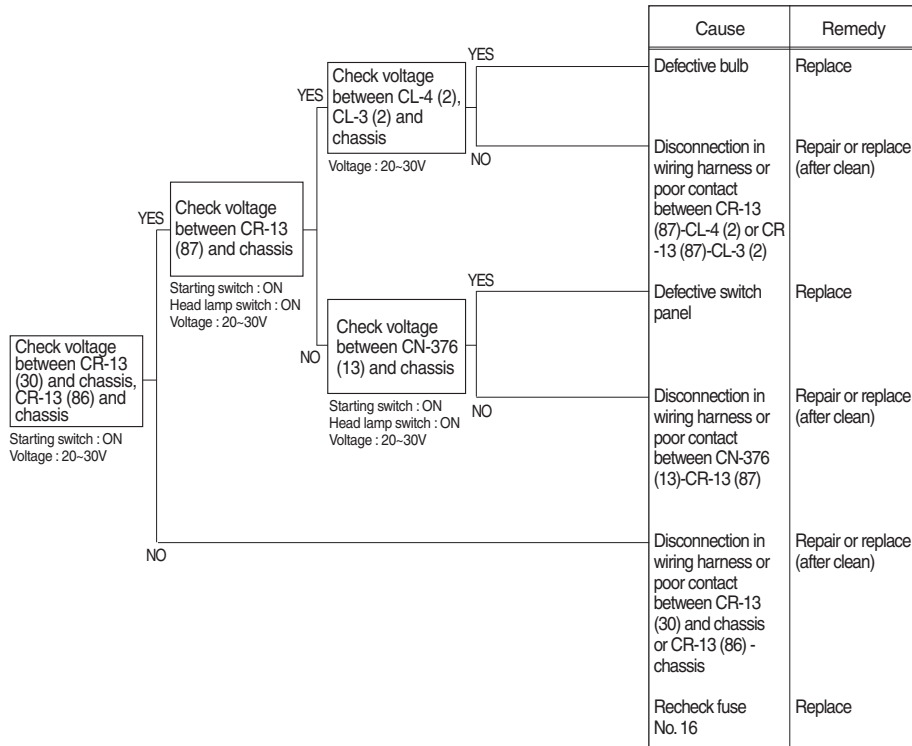 Cause
Remedy
YES
Defective bulb
Replace
Check voltage
between CL-4 (2),
CL-3 (2) and
chassis
YES
Voltage : 20~30V
NO
Disconnection in
wiring harness or
poor contact
between CR-13
(87)-CL-4 (2) or CR
-13 (87)-CL-3 (2)
Repair or replace
(after clean)
YES
Check voltage
between CR-13
(87) and chassis
Starting switch : ON
Head lamp switch : ON
Voltage : 20~30V
YES
Defective switch
panel
Replace
NO
Check voltage
between CN-376
(13) and chassis
Starting switch : ON
Head lamp switch : ON
Voltage : 20~30V
NO
Disconnection in
wiring harness or
poor contact
between CN-376
(13)-CR-13 (87)
Repair or replace
(after clean)
Check voltage
between CR-13
(30) and chassis,
CR-13 (86) and
chassis
Starting switch : ON
Voltage : 20~30V
NO
Disconnection in
wiring harness or
poor contact
between CR-13
(30) and chassis
or CR-13 (86) -
chassis
Repair or replace
(after clean)
Recheck fuse
No. 16
Replace